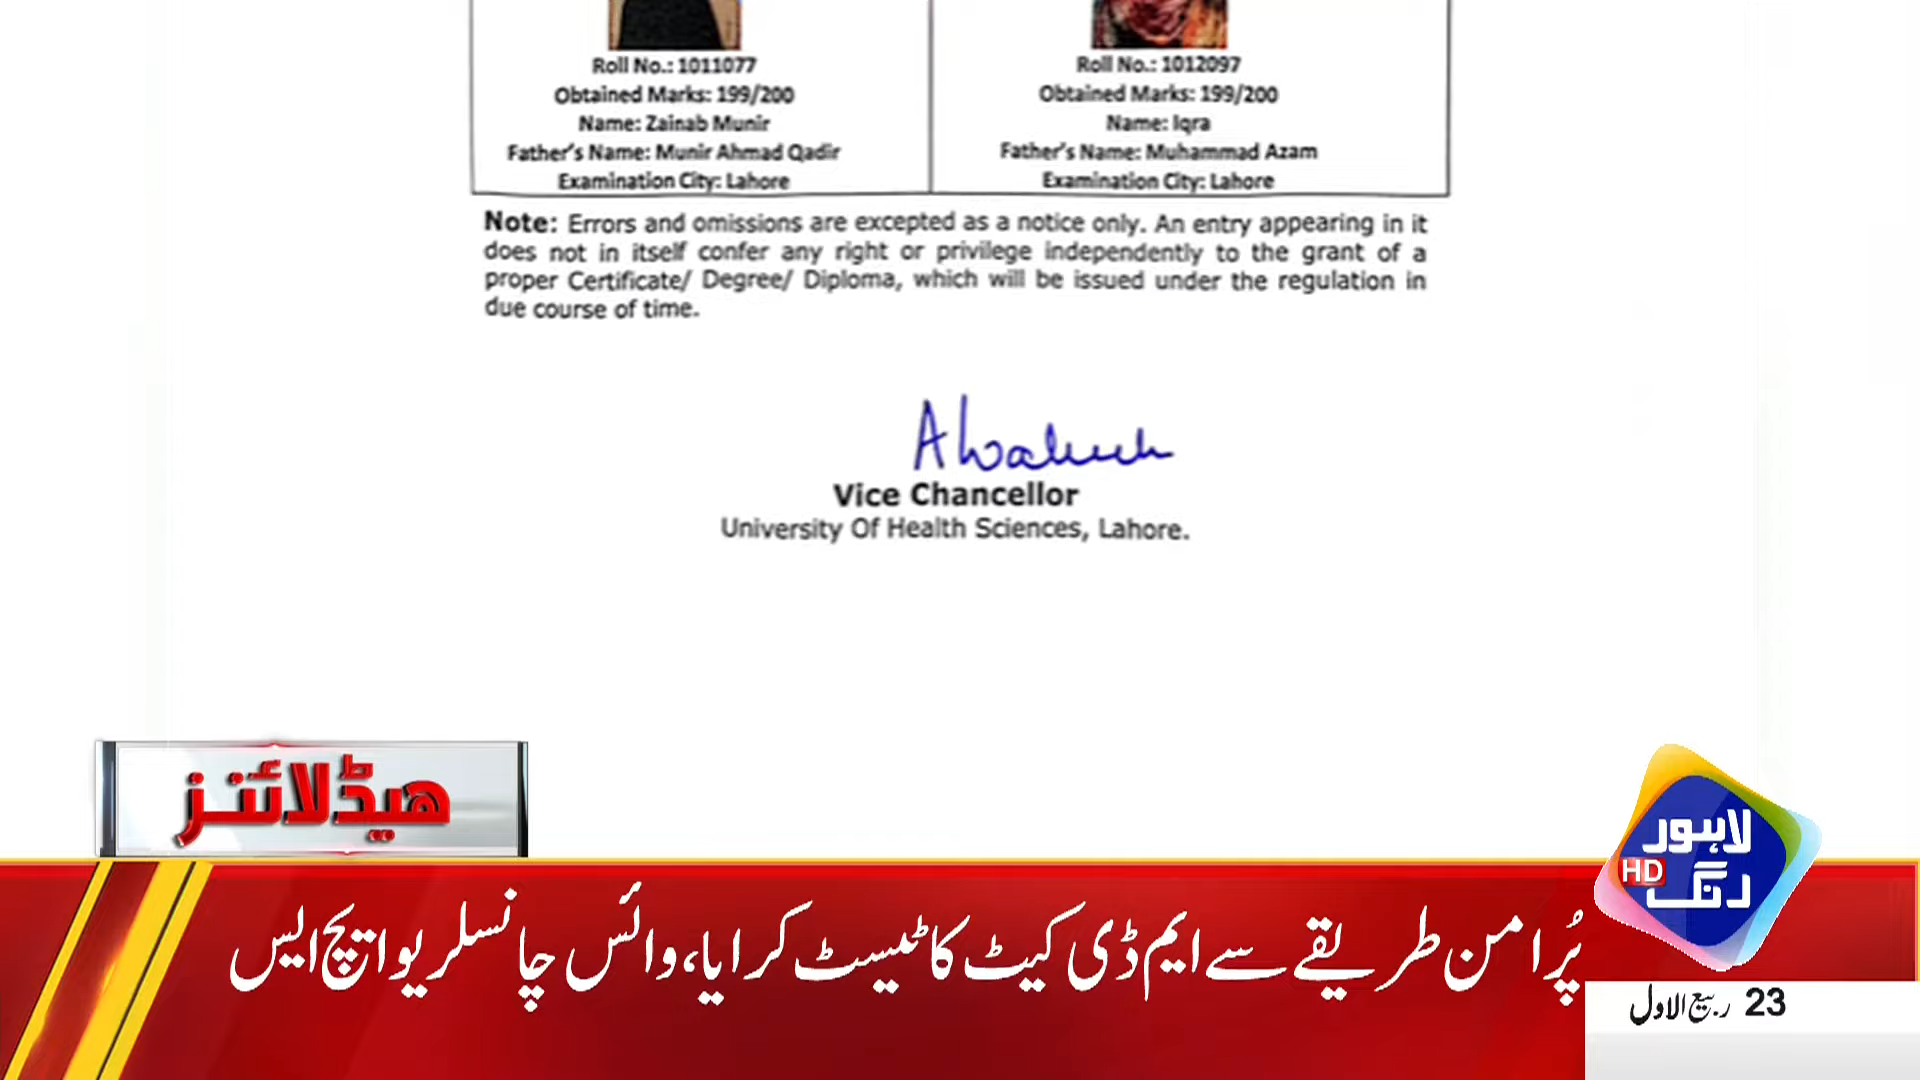 Roll No.: 1011077
Obtained Marks: 199/200
Name: Zainab Munir
Father's Name: Munir Ahmad Qadir
Examination City: Lahore
Roll No.: 1012097
Obtained Marks: 199/200
Name: Iqra
Father's Name: Muhammad Azam
Examination City: Lahore
Note: Errors and omissions are excepted as a notice only. An entry appearing in it
does not in itself confer any right or privilege independently to the grant of a
proper Certificate/ Degree/ Diploma, which will be issued under the regulation in
due course of time.
Vice Chancellor
University Of Health Sciences, Lahore.
ہیڈلائنز
لاہور
HD
رنگ
پُرامن طریقے سے ایم ڈی کیٹ کا ٹیسٹ کرایا، وائس چانسلر یو ایچ ایس
23 ربیع الاول